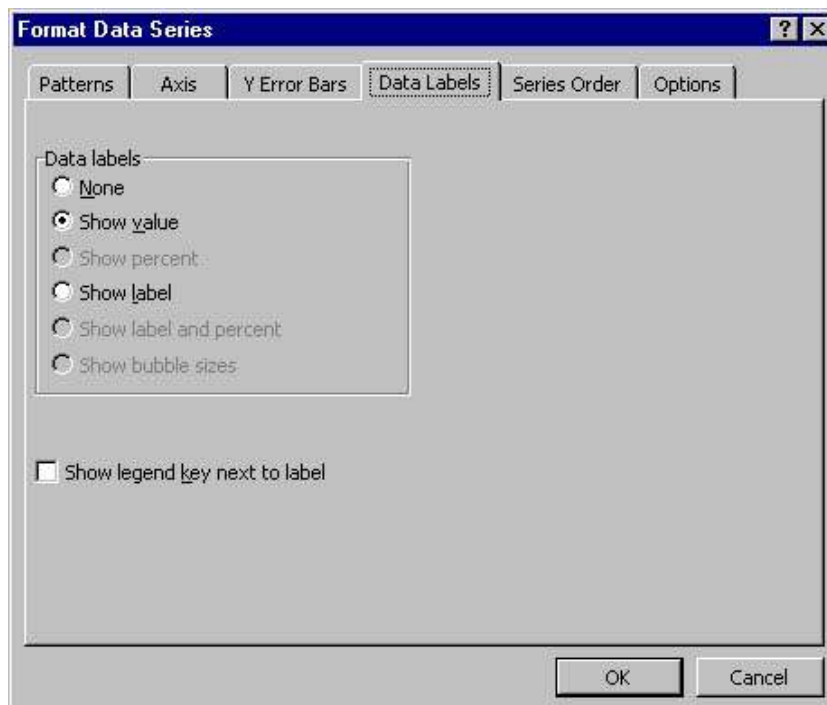 Format Data Series
Patterns Axis Y Error Bars Data Labels Series Order Options
Data labels
None
Show value
Show percent
Show label
Show label and percent
Show bubble sizes
Show legend key next to label
OK Cancel